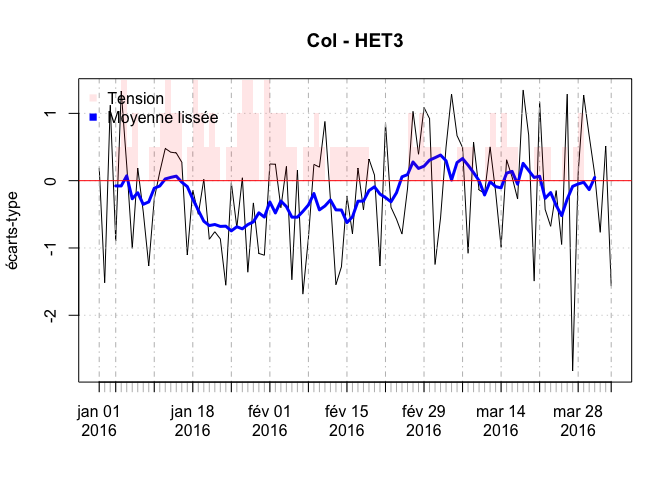 Col - HET3
Tension
Moyenne lissée
écarts-type
1
0
-1
-2
jan 01
2016
jan 18
2016
fév 01
2016
fév 15
2016
fév 29
2016
mar 14
2016
mar 28
2016